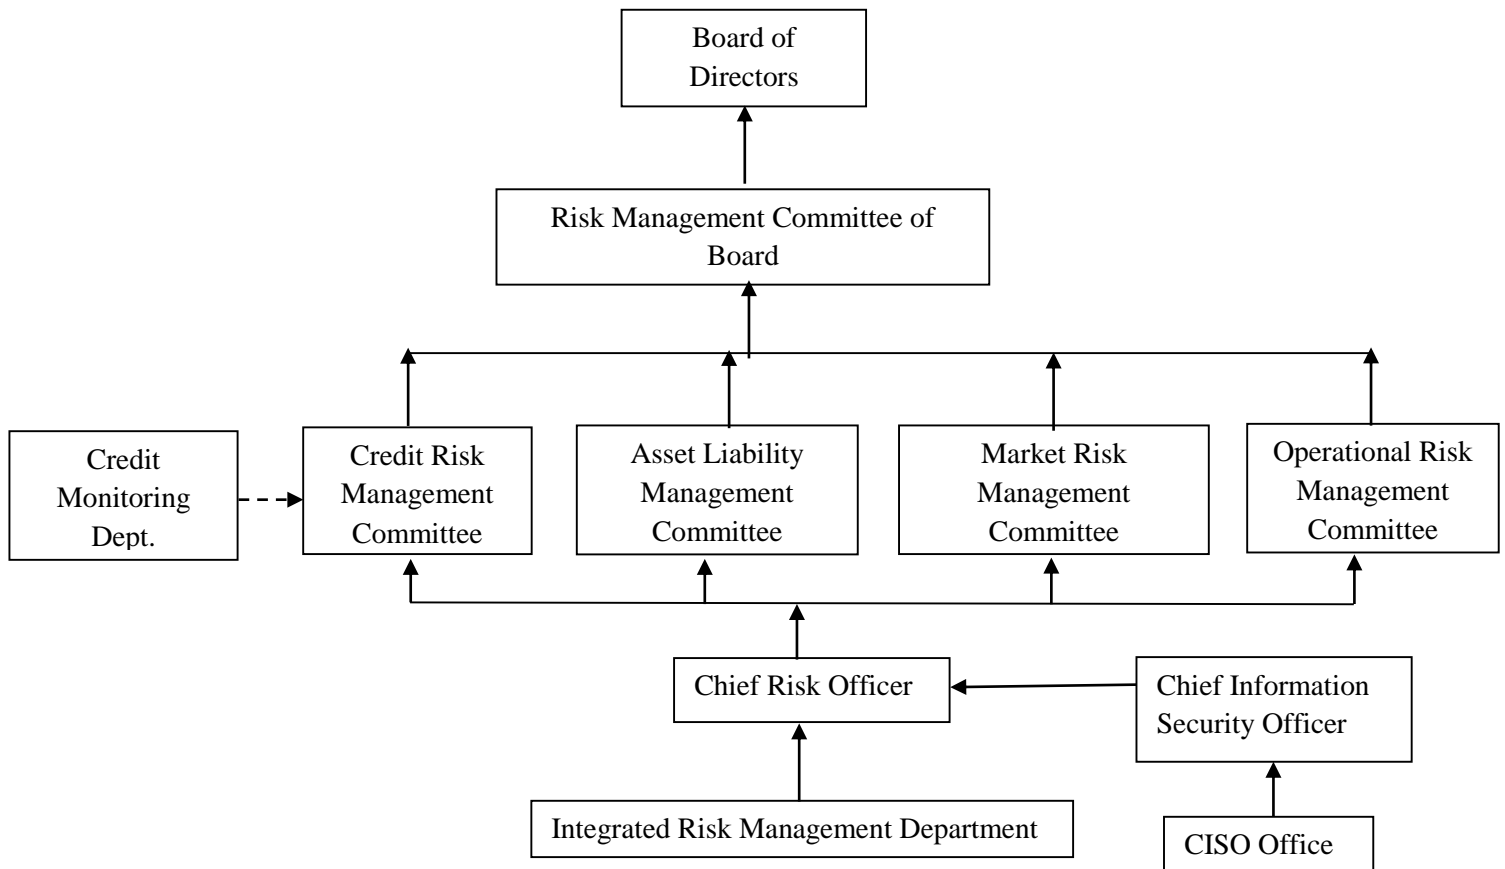 Board of
Directors
Risk Management Committee of
Board
Credit
Monitoring
Dept.
Credit Risk
Management
Committee
Asset Liability
Management
Committee
Market Risk
Management
Committee
Operational Risk
Management
Committee
Chief Risk Officer
Chief Information
Security Officer
Integrated Risk Management Department
CISO Office